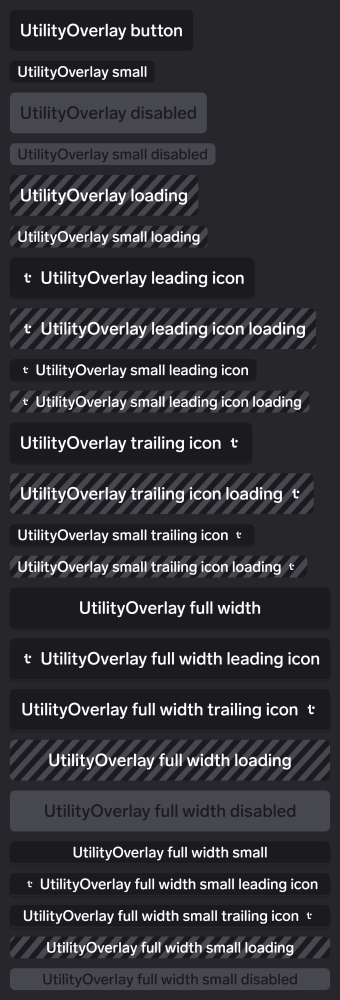 UtilityOverlay button
UtilityOverlay small
UtilityOverlay disabled
UtilityOverlay small disabled
UtilityOverlay loading
UtilityOverlay small loading
UtilityOverlay leading icon
UtilityOverlay leading icon loading
UtilityOverlay small leading icon
UtilityOverlay small leading icon loading
UtilityOverlay trailing icon
UtilityOverlay trailing icon loading
UtilityOverlay small trailing icon
UtilityOverlay small trailing icon loading
UtilityOverlay full width
UtilityOverlay full width leading icon
UtilityOverlay full width trailing icon
UtilityOverlay full width loading
UtilityOverlay full width disabled
UtilityOverlay full width small
UtilityOverlay full width small leading icon
UtilityOverlay full width small trailing icon
UtilityOverlay full width small loading
UtilityOverlay full width small disabled